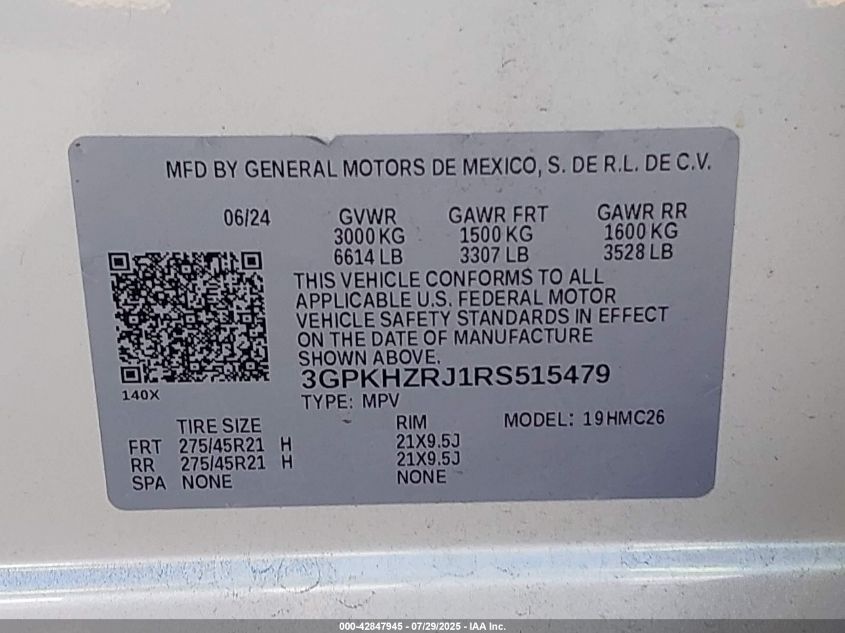 MFD BY GENERAL MOTORS DE MEXICO, S. DE R.L. DE C.V.
06/24 GVWR GAWR FRT GAWR RR
3000 KG 1500 KG 1600 KG
6614 LB 3307 LB 3528 LB
THIS VEHICLE CONFORMS TO ALL
APPLICABLE U.S. FEDERAL MOTOR
VEHICLE SAFETY STANDARDS IN EFFECT
ON THE DATE OF MANUFACTURE
SHOWN ABOVE.
3GPKHZRJ1RS515479
140X
TYPE: MPV
TIRE SIZE RIM MODEL: 19HMC26
FRT 275/45R21 H 21X9.5J
RR 275/45R21 H 21X9.5J
SPA NONE NONE
000-42847945 - 07/29/2025 - IAA Inc.